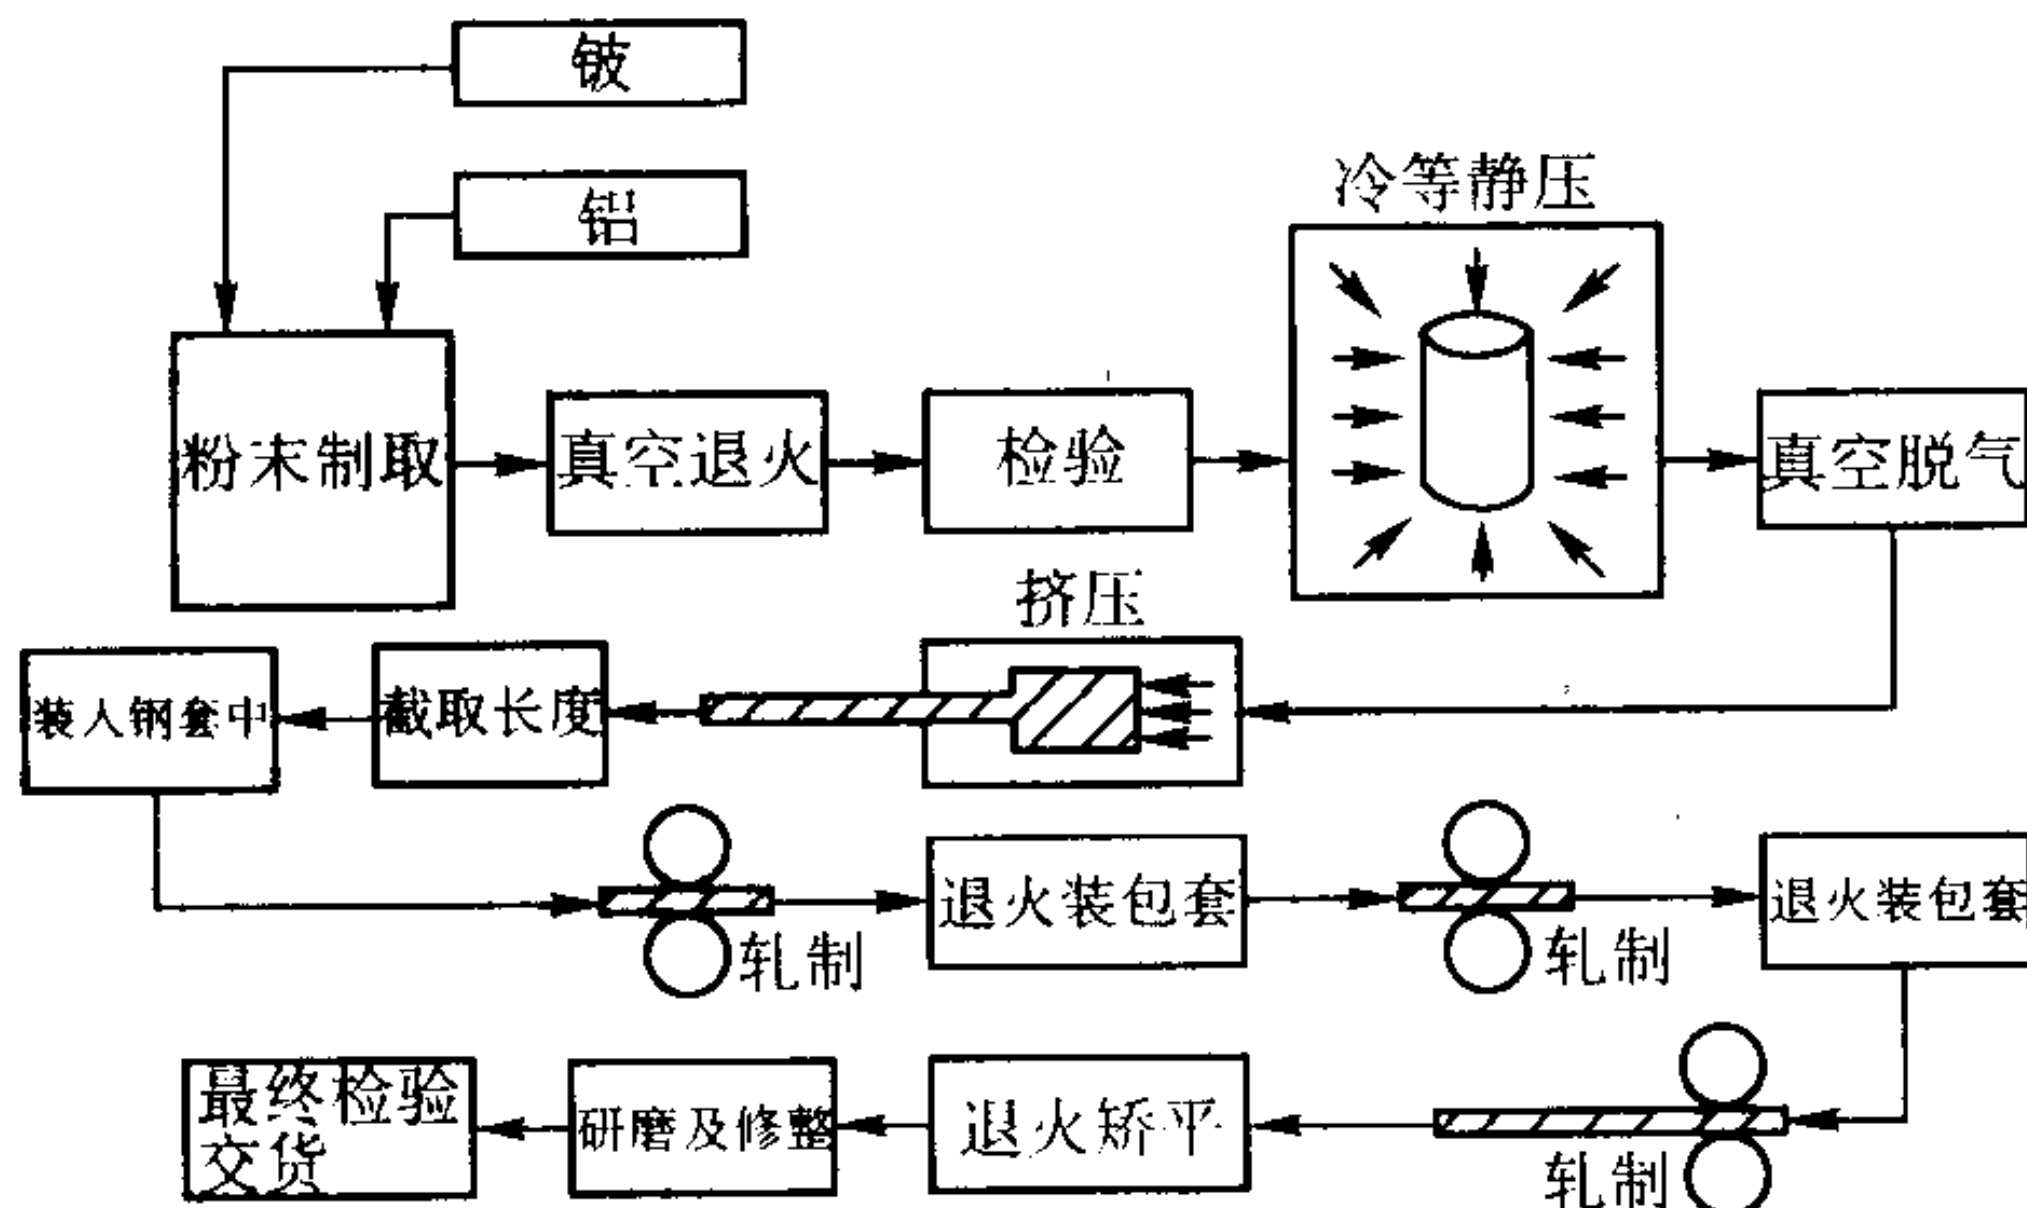 铍
铝
冷等静压
粉末制取
真空退火
检验
真空脱气
挤压
装人钢套中
截取长度
轧制
退火装包套
轧制
退火装包套
最终检验
交货
研磨及修整
退火矫平
轧制